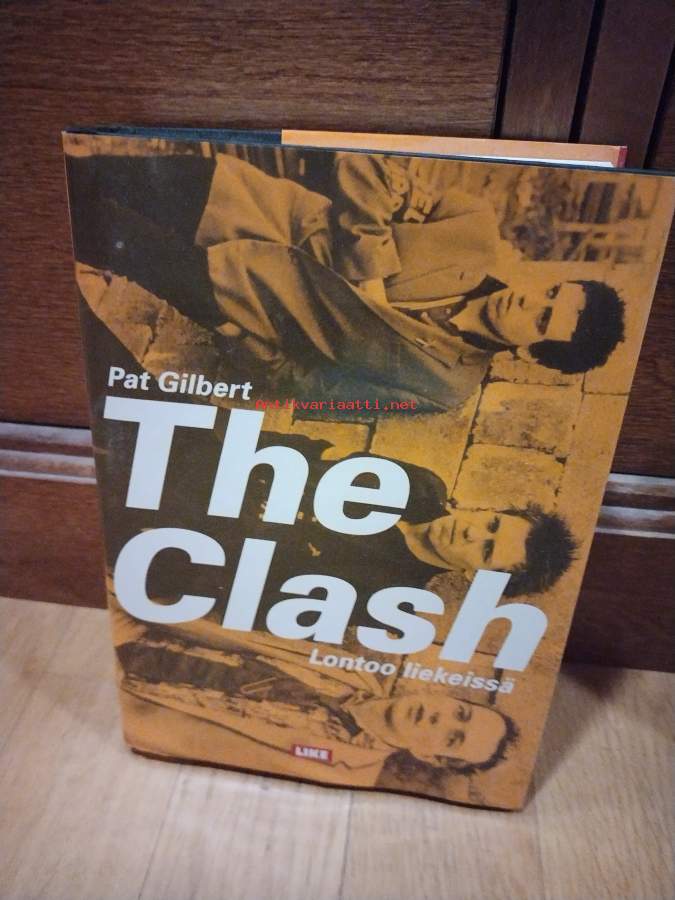 Pat Gilbert
Antikvariaatti.net
The
Clash
Lontoo liekeissä
LIKE